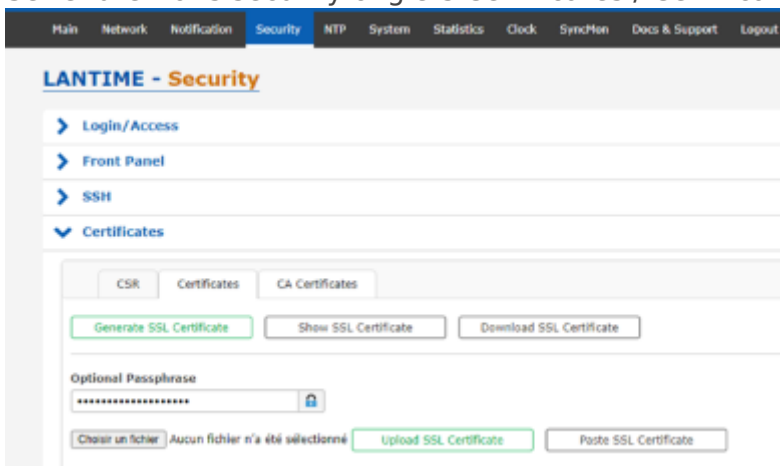 Main Network Notification Security NTP System Statistics Clock SyncMon Docs & Support Logout
LANTIME - Security
Login/Access
Front Panel
SSH
Certificates
CSR Certificates CA Certificates
Generate SSL Certificate Show SSL Certificate Download SSL Certificate
Optional Passphrase
•••••••••••••••••••
Choisir un fichier Aucun fichier n'a été sélectionné Upload SSL Certificate Paste SSL Certificate